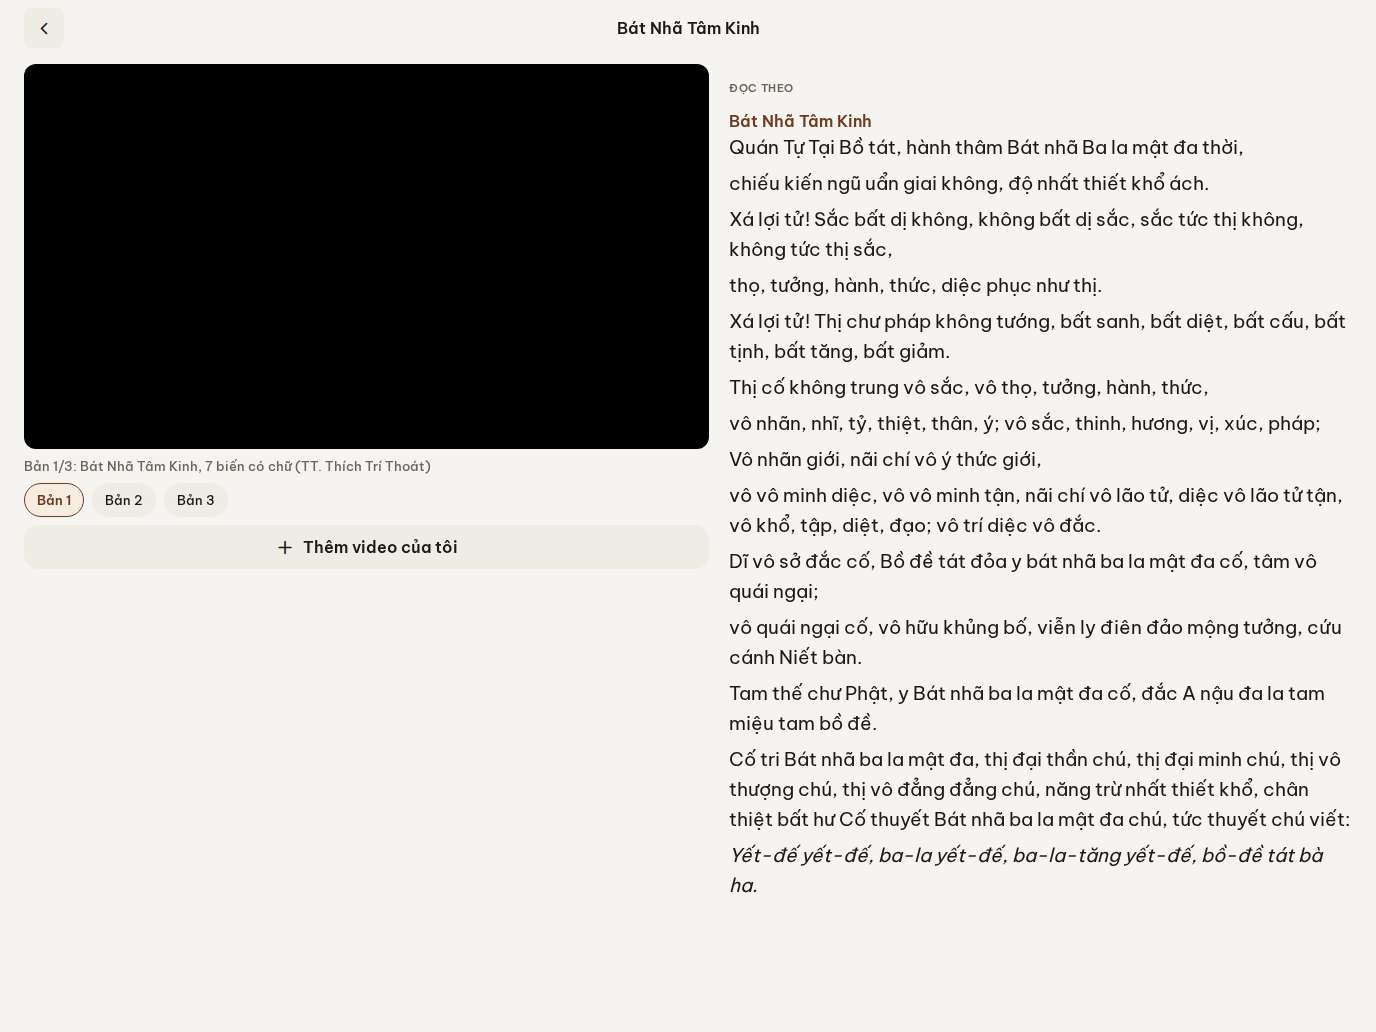 Bát Nhã Tâm Kinh
Bản 1/3: Bát Nhã Tâm Kinh, 7 biến có chữ (TT. Thích Trí Thoát)
Bản 1
Bản 2
Bản 3
Thêm video của tôi
ĐỌC THEO
Bát Nhã Tâm Kinh
Quán Tự Tại Bồ tát, hành thâm Bát nhã Ba la mật đa thời,
chiếu kiến ngũ uẩn giai không, độ nhất thiết khổ ách.
Xá lợi tử! Sắc bất dị không, không bất dị sắc, sắc tức thị không,
không tức thị sắc,
thọ, tưởng, hành, thức, diệc phục như thị.
Xá lợi tử! Thị chư pháp không tướng, bất sanh, bất diệt, bất cấu, bất
tịnh, bất tăng, bất giảm.
Thị cố không trung vô sắc, vô thọ, tưởng, hành, thức,
vô nhãn, nhĩ, tỷ, thiệt, thân, ý; vô sắc, thinh, hương, vị, xúc, pháp;
Vô nhãn giới, nãi chí vô ý thức giới,
vô vô minh diệc, vô vô minh tận, nãi chí vô lão tử, diệc vô lão tử tận,
vô khổ, tập, diệt, đạo; vô trí diệc vô đắc.
Dĩ vô sở đắc cố, Bồ đề tát đỏa y bát nhã ba la mật đa cố, tâm vô
quái ngại;
vô quái ngại cố, vô hữu khủng bố, viễn ly điên đảo mộng tưởng, cứu
cánh Niết bàn.
Tam thế chư Phật, y Bát nhã ba la mật đa cố, đắc A nậu đa la tam
miệu tam bồ đề.
Cố tri Bát nhã ba la mật đa, thị đại thần chú, thị đại minh chú, thị vô
thượng chú, thị vô đẳng đẳng chú, năng trừ nhất thiết khổ, chân
thiệt bất hư Cố thuyết Bát nhã ba la mật đa chú, tức thuyết chú viết:
Yết-đế yết-đế, ba-la yết-đế, ba-la-tăng yết-đế, bồ-đề tát bà
ha.